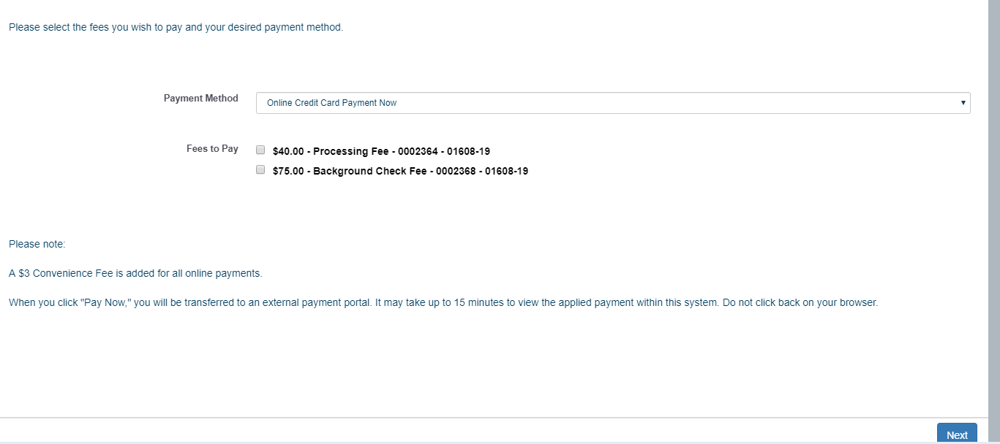 Please select the fees you wish to pay and your desired payment method.
Payment Method
Online Credit Card Payment Now
Fees to Pay
$40.00 - Processing Fee - 0002364 - 01608-19
$75.00 - Background Check Fee - 0002368 - 01608-19
Please note:
A $3 Convenience Fee is added for all online payments.
When you click "Pay Now," you will be transferred to an external payment portal. It may take up to 15 minutes to view the applied payment within this system. Do not click back on your browser.
Next